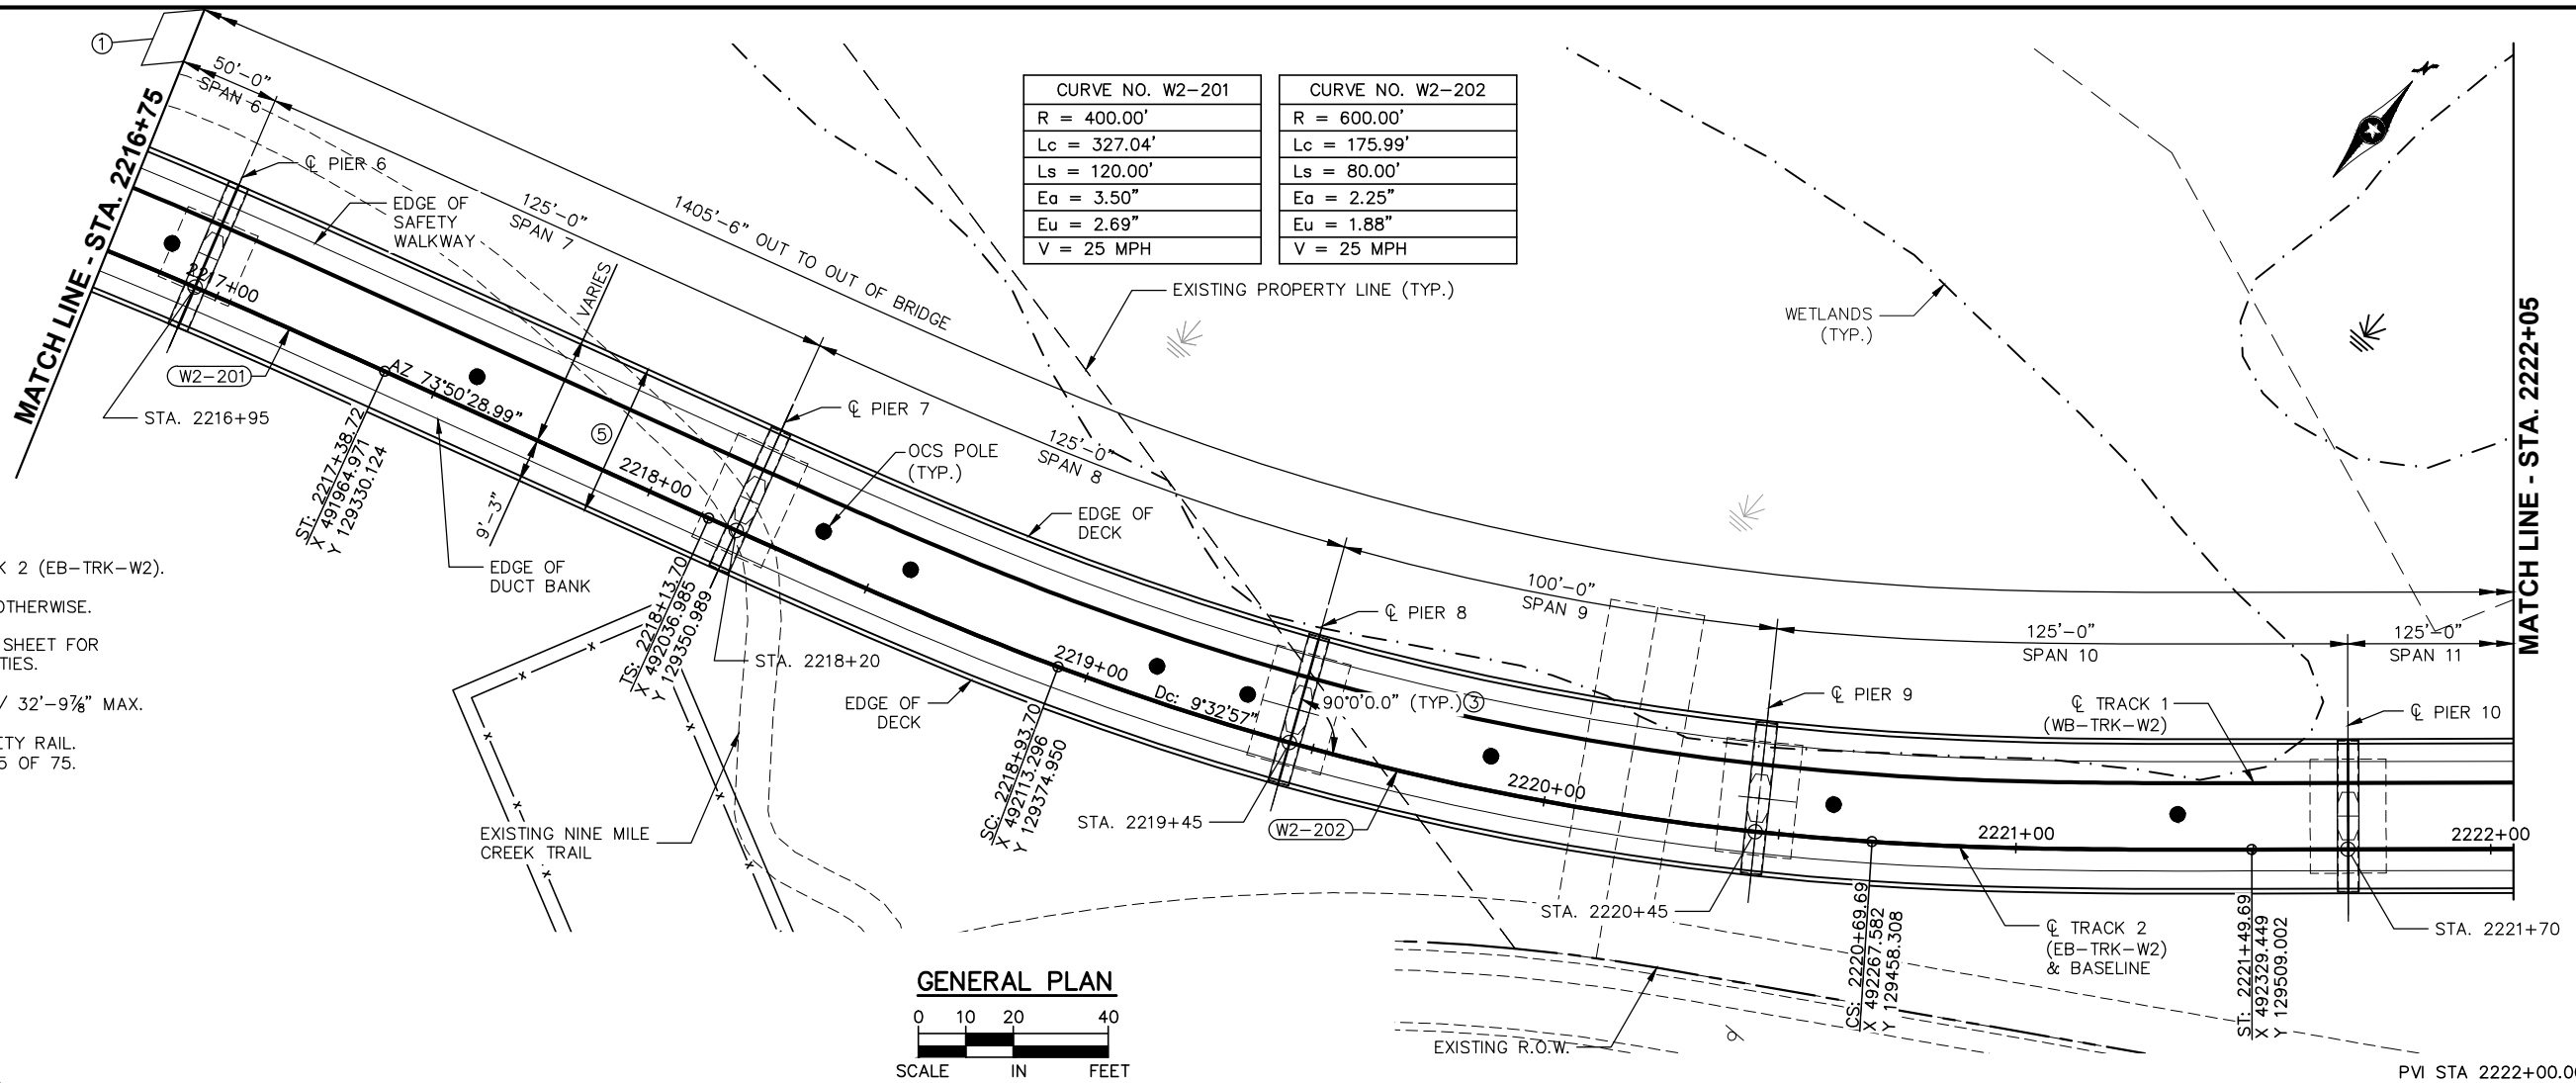 ①
50'-0"
SPAN 6
MATCH LINE - STA. 2216+75
℄ PIER 6
EDGE OF
SAFETY
WALKWAY
125'-0"
SPAN 7
1405'-6" OUT TO OUT OF BRIDGE
VARIES
CURVE NO. W2-201
R = 400.00'
Lc = 327.04'
Ls = 120.00'
Ea = 3.50"
Eu = 2.69"
V = 25 MPH
CURVE NO. W2-202
R = 600.00'
Lc = 175.99'
Ls = 80.00'
Ea = 2.25"
Eu = 1.88"
V = 25 MPH
EXISTING PROPERTY LINE (TYP.)
WETLANDS
(TYP.)
MATCH LINE - STA. 2222+05
2217+00
W2-201
STA. 2216+95
AZ 73°50'28.99"
ST: 2217+38.72
X 491964.971
Y 129330.124
⑤
9'-3"
℄ PIER 7
OCS POLE
(TYP.)
2218+00
EDGE OF
DUCT BANK
125'-0"
SPAN 8
EDGE OF
DECK
TS: 2218+13.70
X 492036.985
Y 129350.989
STA. 2218+20
K 2 (EB-TRK-W2).
OTHERWISE.
SHEET FOR
TIES.
/ 32'-9⅞" MAX.
ETY RAIL.
5 OF 75.
100'-0"
SPAN 9
℄ PIER 8
2219+00
Dc: 9°32'57"
90°0'0.0" (TYP.)③
EDGE OF
DECK
SC: 2218+93.70
X 492113.296
Y 129374.950
STA. 2219+45
W2-202
2220+00
℄ PIER 9
125'-0"
SPAN 10
125'-0"
SPAN 11
℄ TRACK 1
(WB-TRK-W2)
℄ PIER 10
EXISTING NINE MILE
CREEK TRAIL
STA. 2220+45
2221+00
2222+00
CS: 2220+69.69
X 492267.582
Y 129458.308
℄ TRACK 2
(EB-TRK-W2)
& BASELINE
ST: 2221+49.69
X 492329.449
Y 129509.002
STA. 2221+70
GENERAL PLAN
0 10 20 40
SCALE IN FEET
EXISTING R.O.W.
PVI STA 2222+00.0